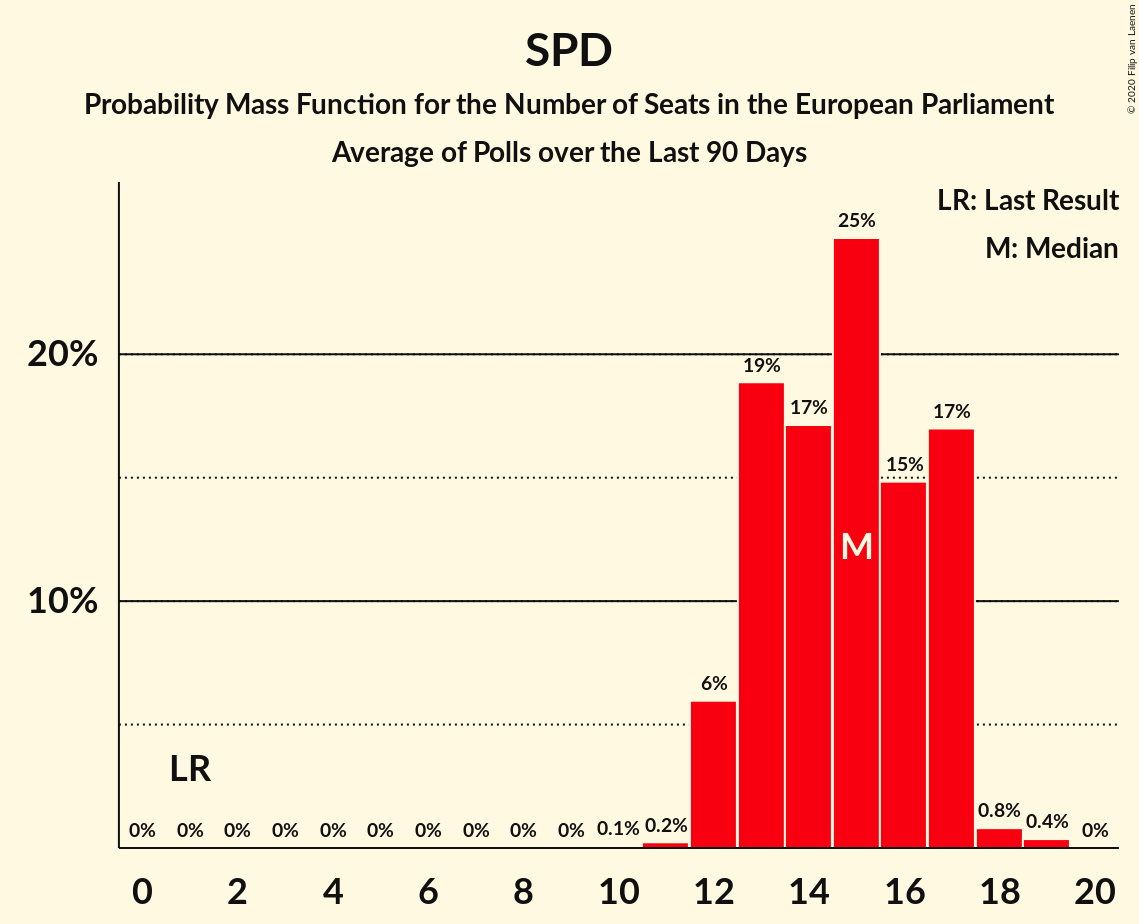 SPD
Probability Mass Function for the Number of Seats in the European Parliament
Average of Polls over the Last 90 Days
© 2020 Filip van Laenen
LR: Last Result
M: Median
25%
20%
19%
17%
17%
15%
M
10%
6%
LR
0% 0% 0% 0% 0% 0% 0% 0% 0% 0% 0.1% 0.2% 0.8% 0.4% 0%
0 2 4 6 8 10 12 14 16 18 20